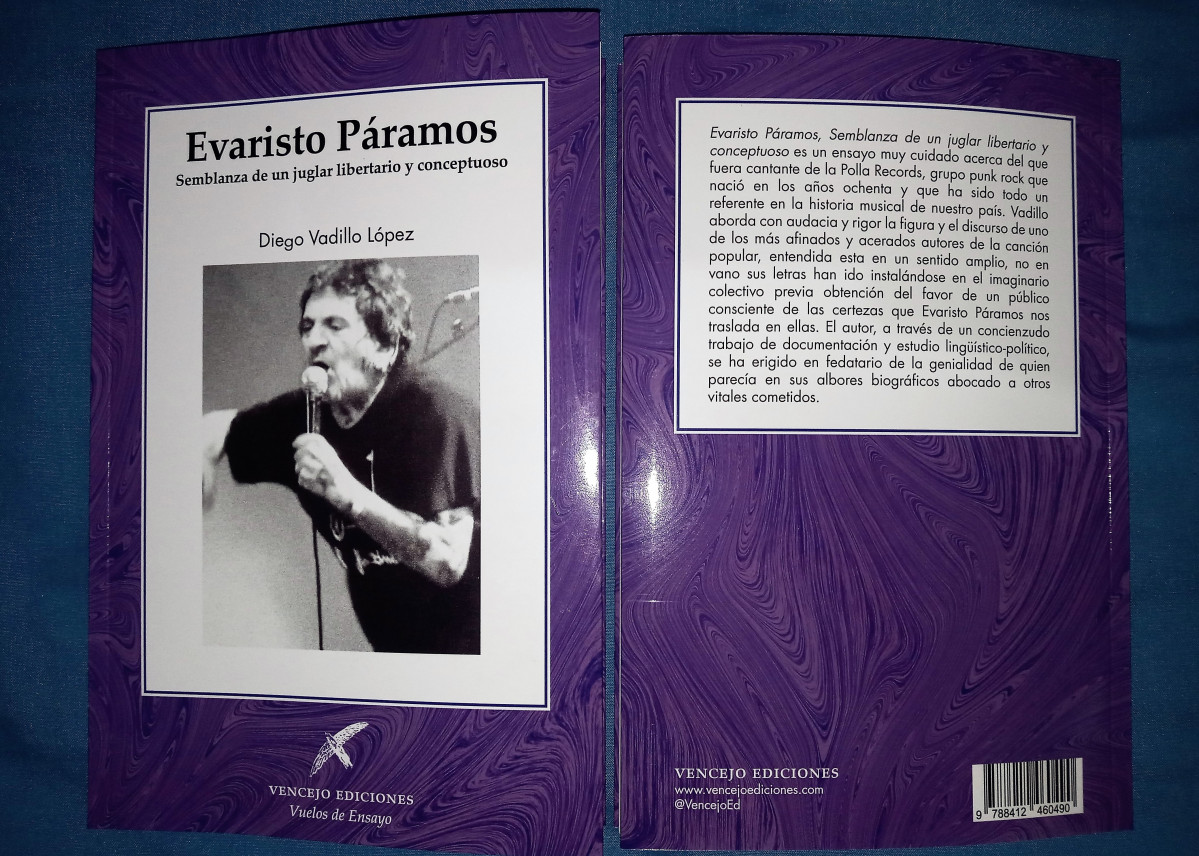 Evaristo Páramos
Semblanza de un juglar libertario y conceptuoso
Diego Vadillo López
VENCEJO EDICIONES
Vuelos de Ensayo
Evaristo Páramos, Semblanza de un juglar libertario y
conceptuoso es un ensayo muy cuidado acerca del que
fuera cantante de la Polla Records, grupo punk rock que
nació en los años ochenta y que ha sido todo un
referente en la historia musical de nuestro país. Vadillo
aborda con audacia y rigor la figura y el discurso de uno
de los más afinados y acerados autores de la canción
popular, entendida esta en un sentido amplio, no en
vano sus letras han ido instalándose en el imaginario
colectivo previa obtención del favor de un público
consciente de las certezas que Evaristo Páramos nos
traslada en ellas. El autor, a través de un concienzudo
trabajo de documentación y estudio lingüístico-político,
se ha erigido en fedatario de la genialidad de quien
parecía en sus albores biográficos abocado a otros
vitales cometidos.
VENCEJO EDICIONES
www.vencejoediciones.com
@VencejoEd
9 788412 460490